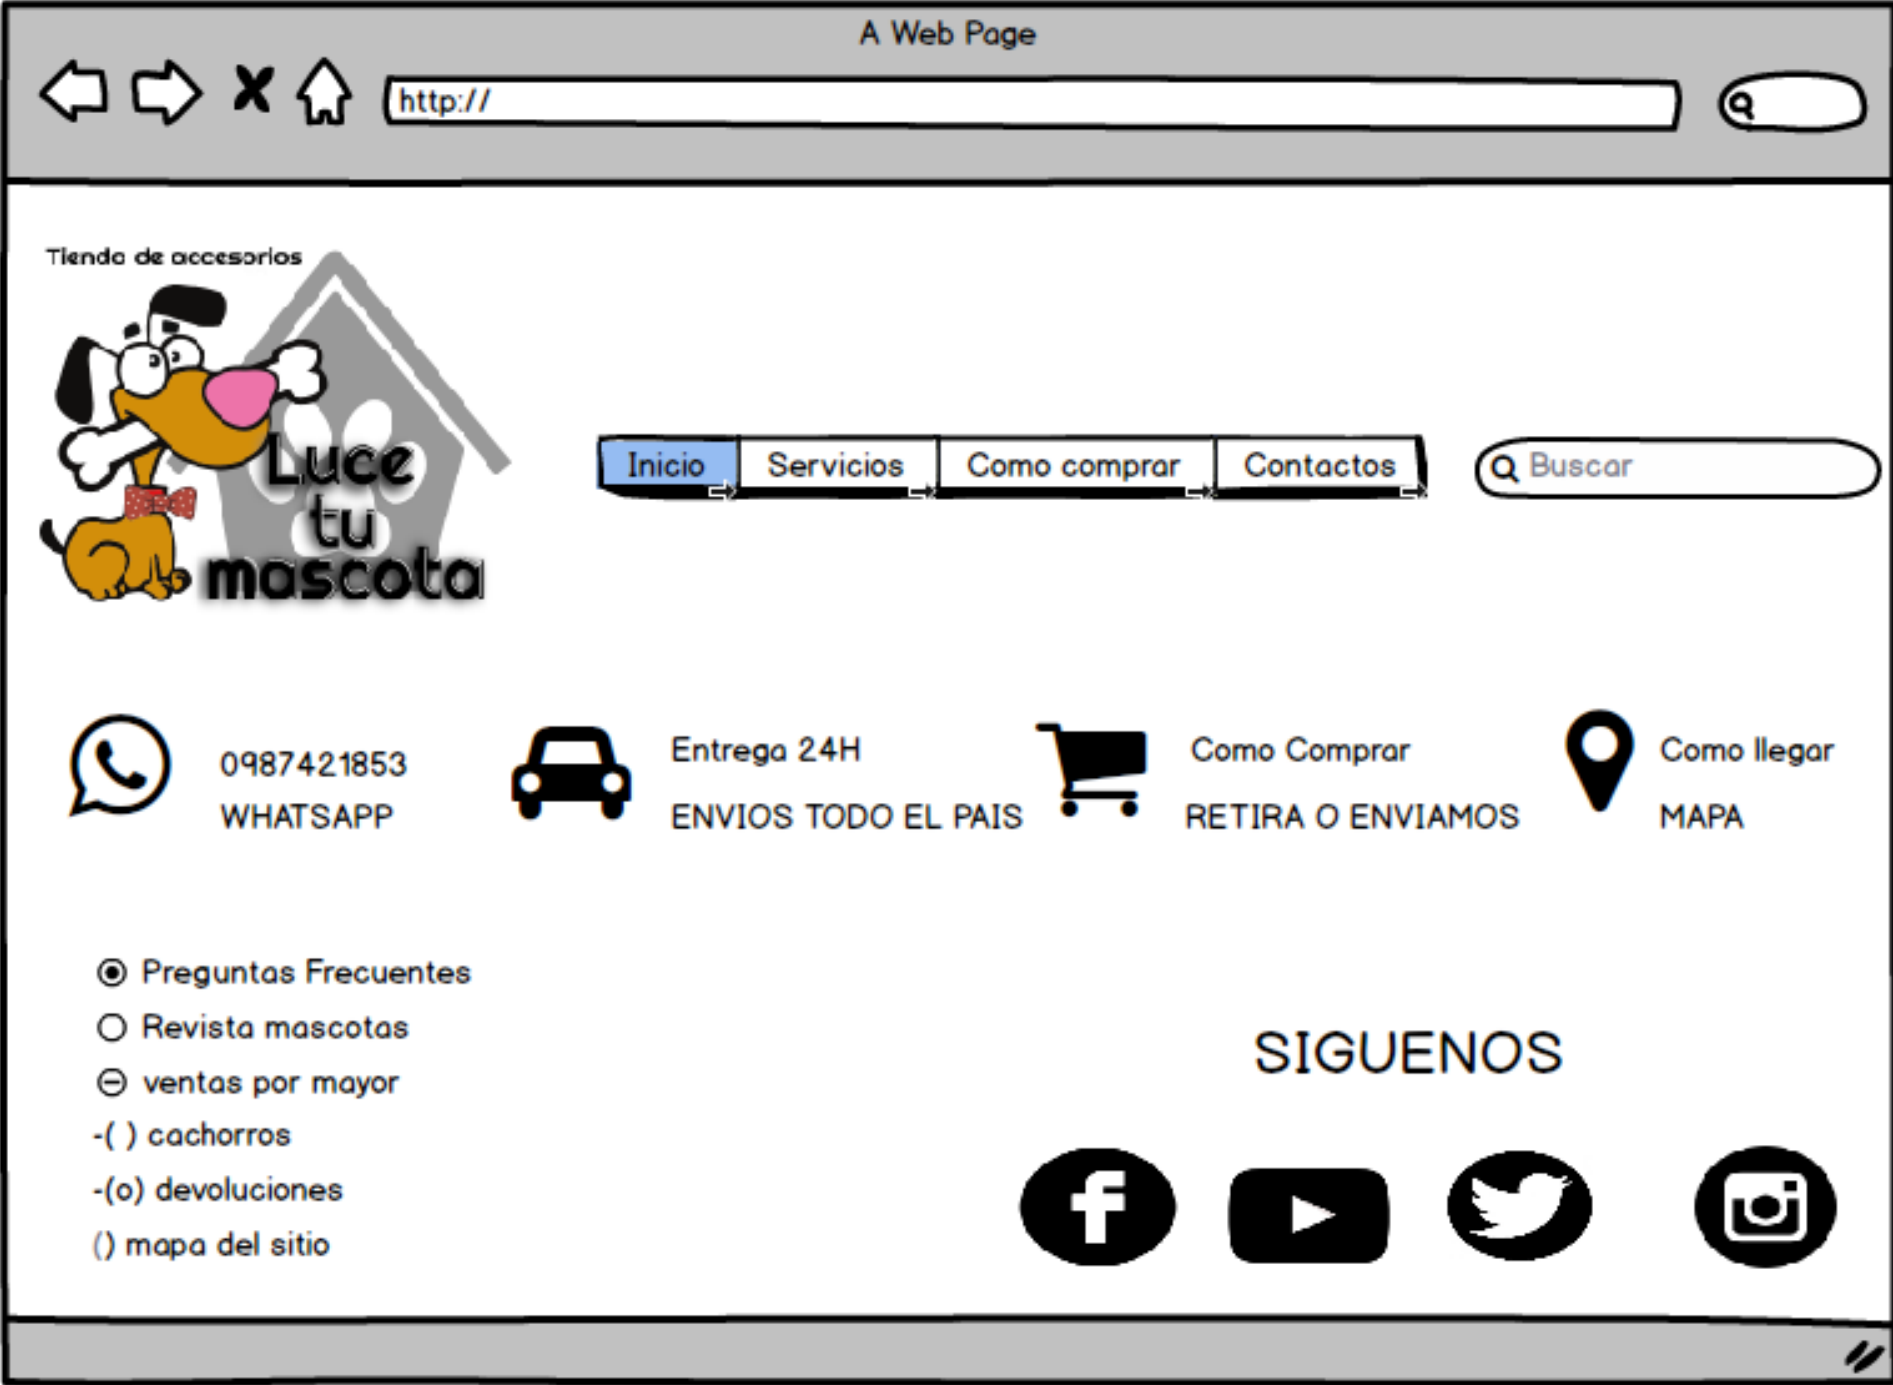 A Web Page
http://
Tienda de accesorios
Luce
tu
mascota
Inicio Servicios Como comprar Contactos
Buscar
0987421853
WHATSAPP
Entrega 24H
ENVIOS TODO EL PAIS
Como Comprar
RETIRA O ENVIAMOS
Como llegar
MAPA
Preguntas Frecuentes
Revista mascotas
ventas por mayor
-( ) cachorros
-(o) devoluciones
() mapa del sitio
SIGUENOS